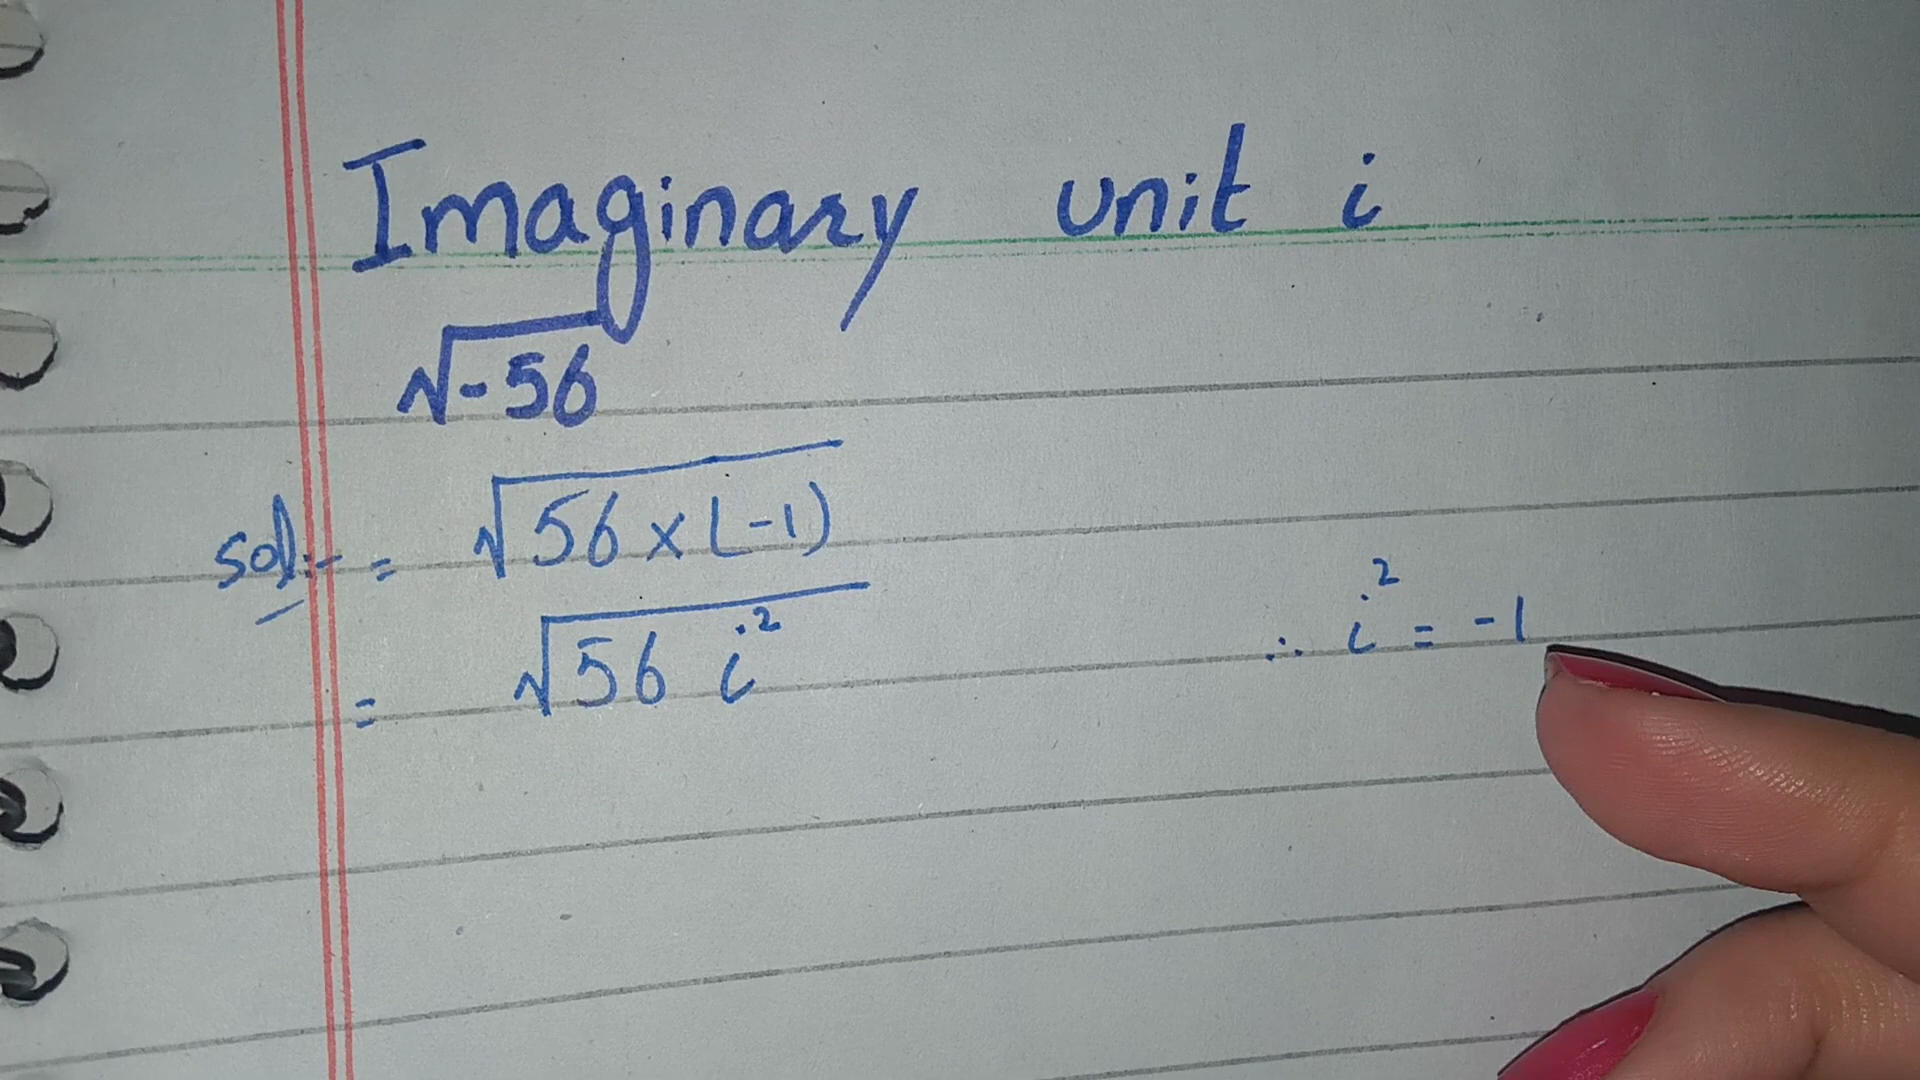 Imaginary unit i
√-56
sol:- = √56 × (-1)
= √56 i² ∴ i² = -1